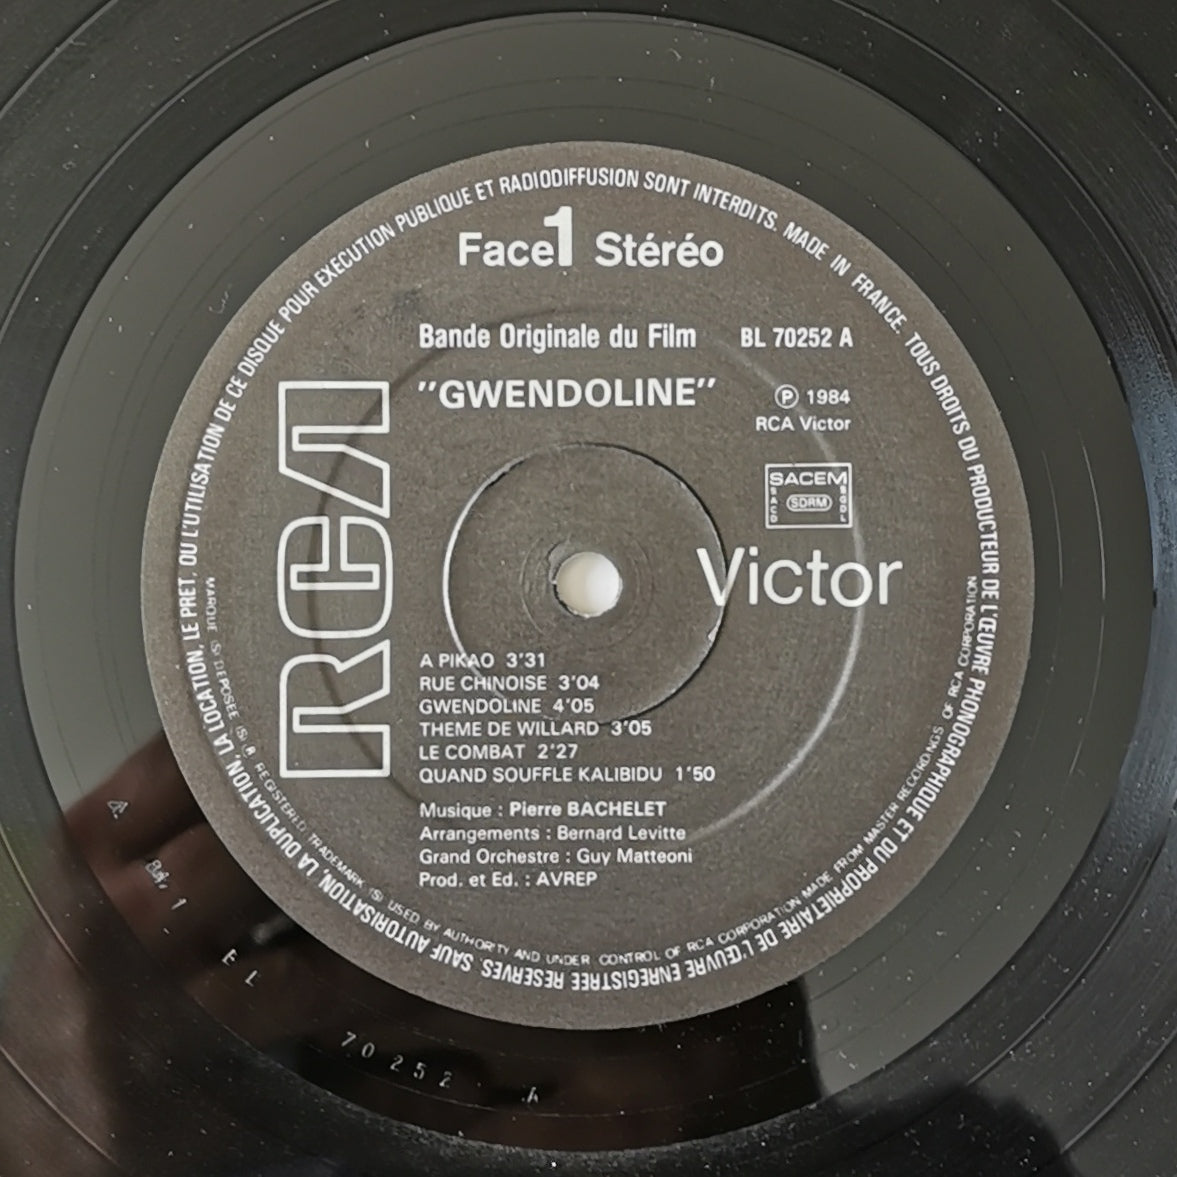 Face 1 Stéréo
Bande Originale du Film BL 70252 A
"GWENDOLINE"
℗ 1984
RCA Victor
SACEM
SACD SDRM SGDL
RCA
Victor
A PIKAO 3'31
RUE CHINOISE 3'04
GWENDOLINE 4'05
THEME DE WILLARD 3'05
LE COMBAT 2'27
QUAND SOUFFLE KALIBIDU 1'50
Musique : Pierre BACHELET
Arrangements : Bernard Levitte
Grand Orchestre : Guy Matteoni
Prod. et Ed. : AVREP
MADE IN FRANCE. TOUS DROITS DU PRODUCTEUR DE L'ŒUVRE PHONOGRAPHIQUE ET DU PROPRIETAIRE DE L'ŒUVRE ENREGISTREE RESERVES. SAUF AUTORISATION, LA DUPLICATION, LA LOCATION, LE PRET, OU L'UTILISATION DE CE DISQUE POUR EXECUTION PUBLIQUE ET RADIODIFFUSION SONT INTERDITS.
MARQUE (S) DEPOSEE (S) ® REGISTERED TRADEMARK (S) USED BY AUTHORITY AND UNDER CONTROL OF RCA CORPORATION MADE FROM MASTER RECORDINGS OF RCA CORPORATION
EL 70252 A